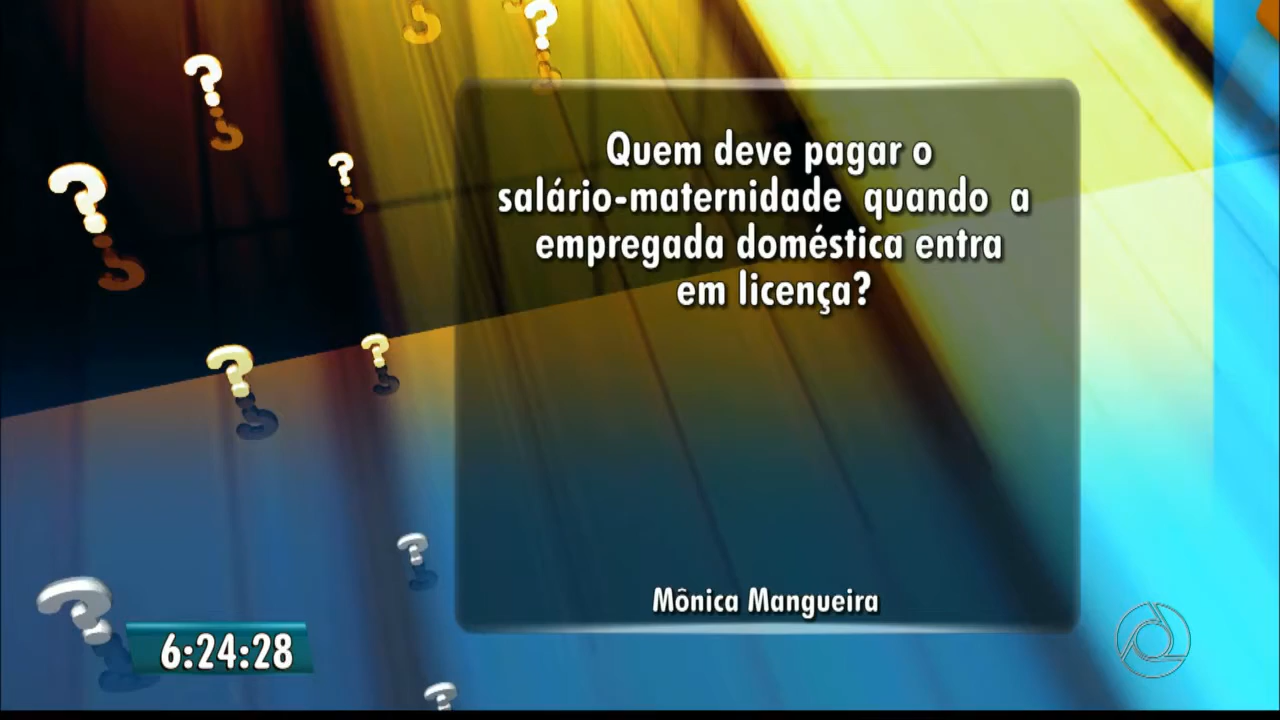 Quem deve pagar o
salário-maternidade quando a
empregada doméstica entra
em licença?
Mônica Mangueira
6:24:28